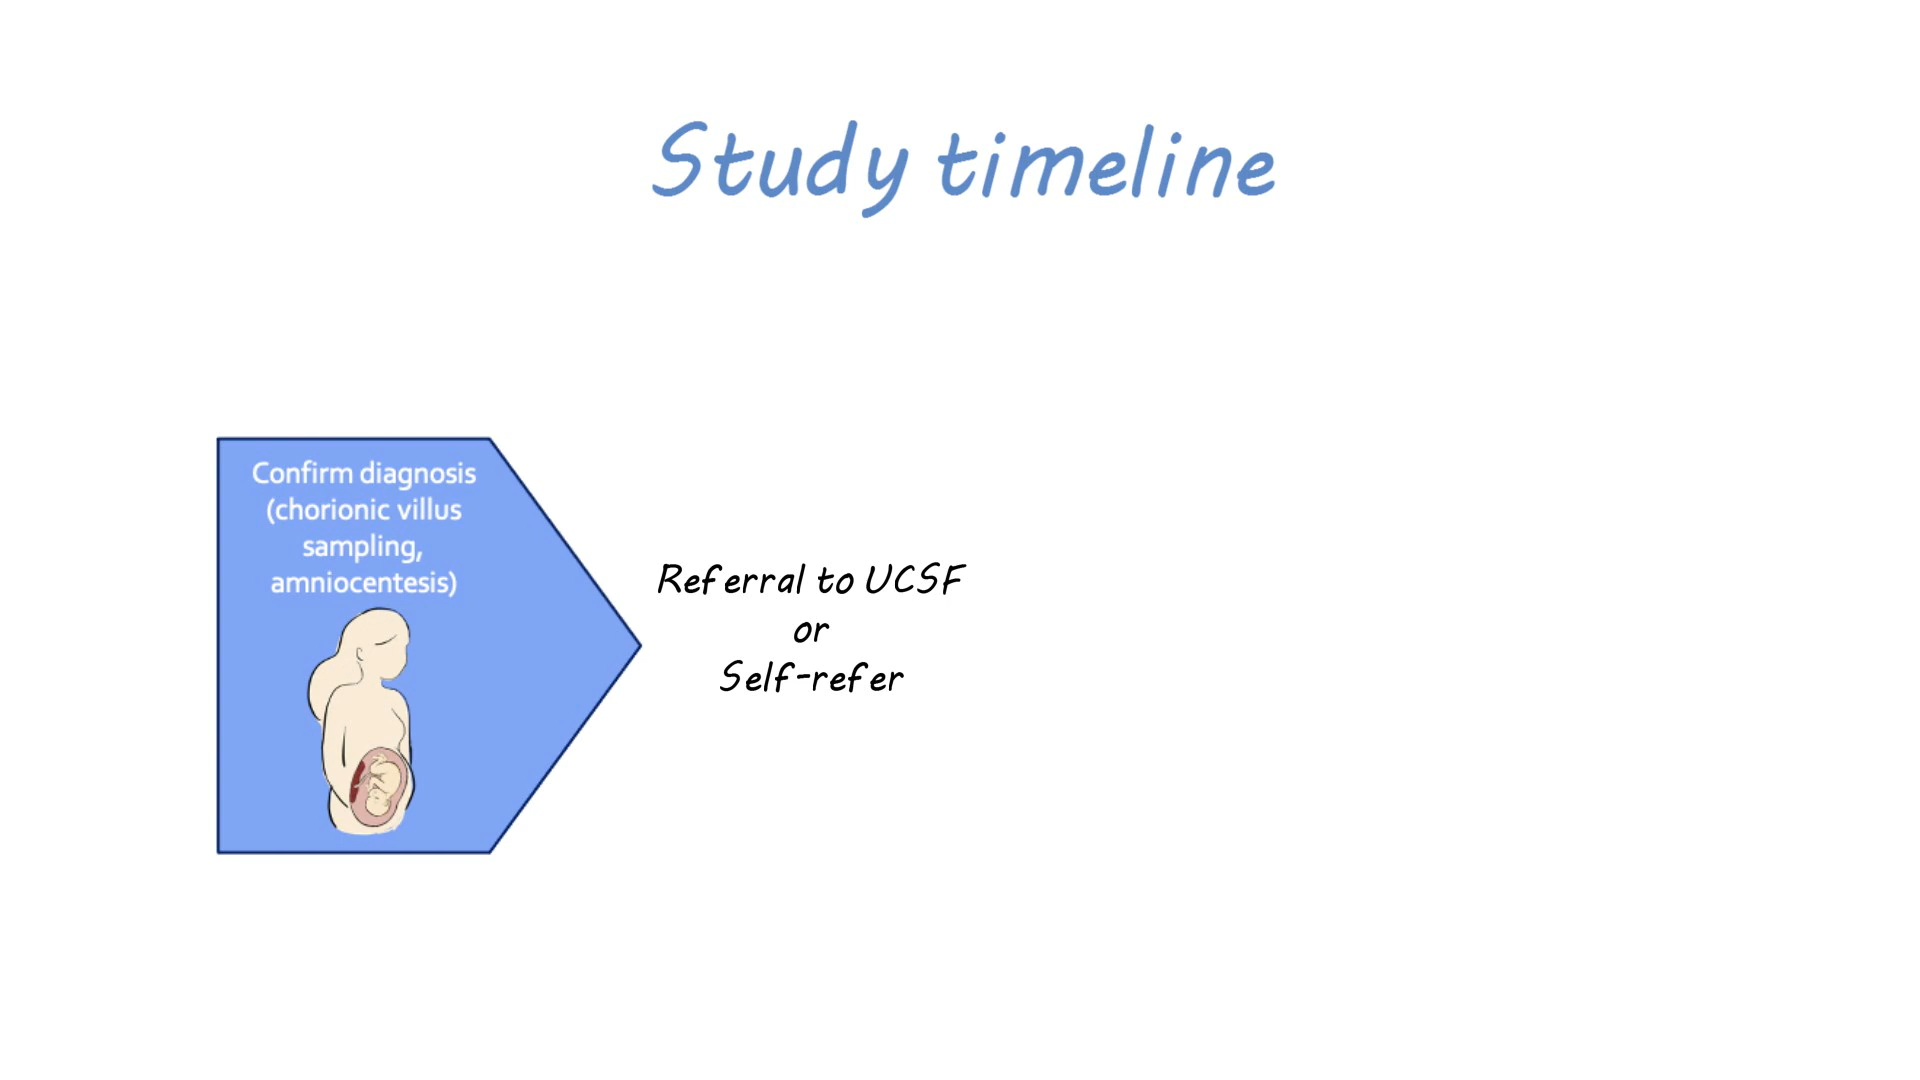 Study timeline
Confirm diagnosis
(chorionic villus
sampling,
amniocentesis)
Referral to UCSF
or
Self-refer